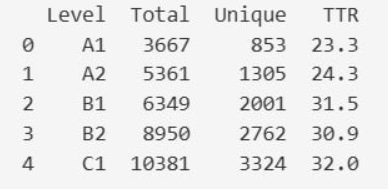 Level Total Unique TTR
0 A1 3667 853 23.3
1 A2 5361 1305 24.3
2 B1 6349 2001 31.5
3 B2 8950 2762 30.9
4 C1 10381 3324 32.0